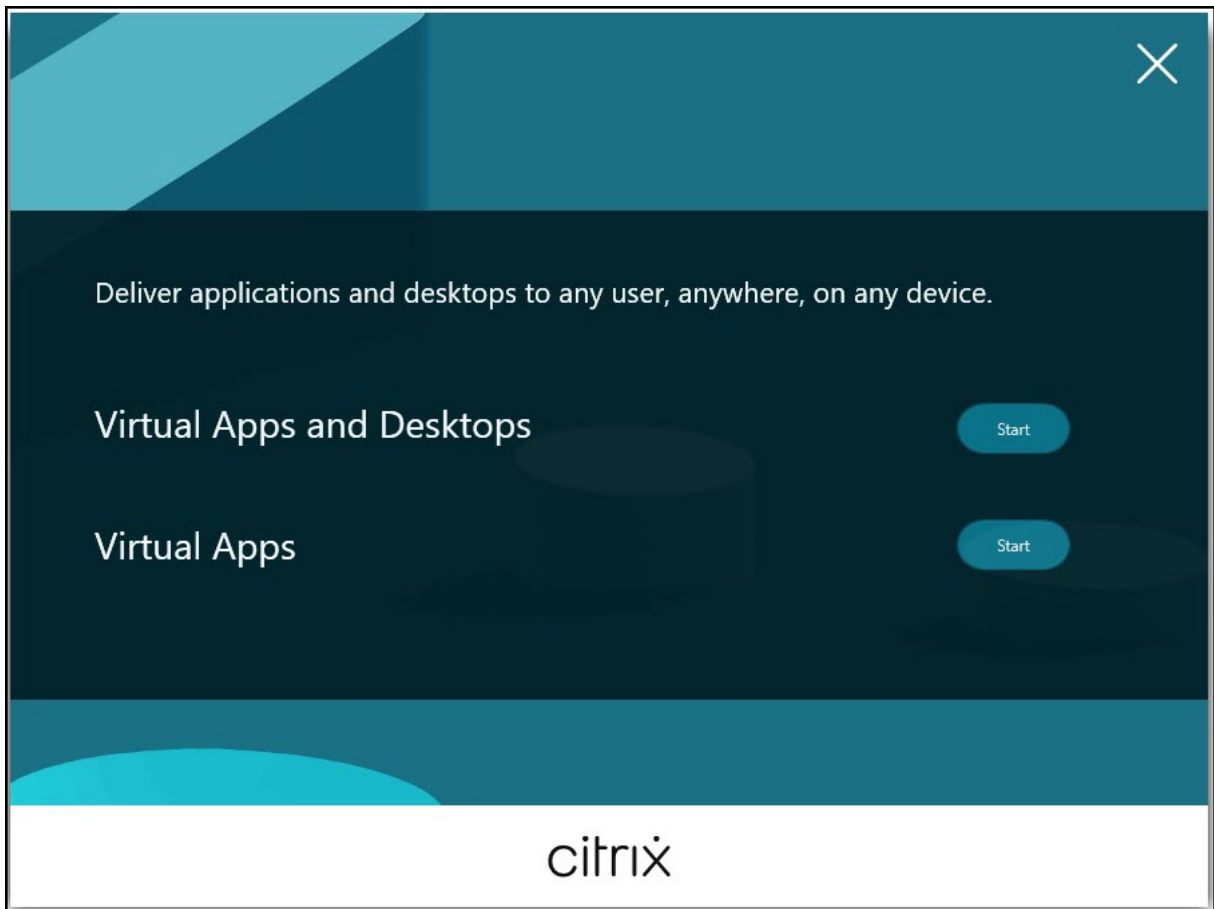 Deliver applications and desktops to any user, anywhere, on any device.
Virtual Apps and Desktops
Start
Virtual Apps
Start
citrix